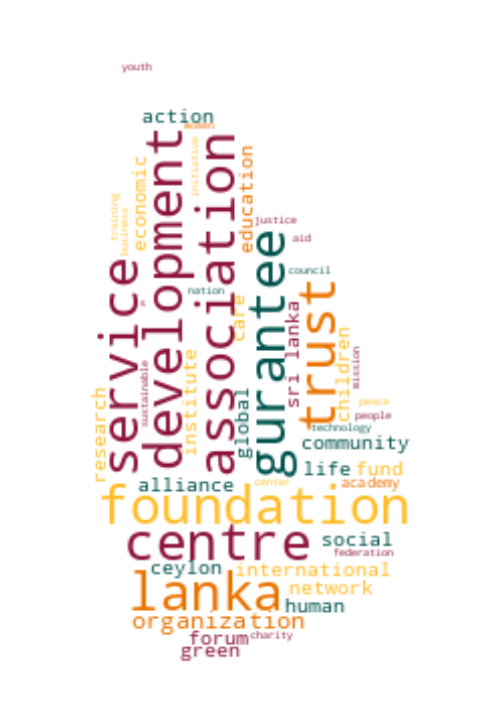 youth
action
women
development
association
initiative
economic
education
training
business
justice
aid
gurantee
service
council
trust
nation
care
sri lanka
children
mission
institute
sustainable
research
global
peace
people
technology
community
life
fund
alliance
center
academy
foundation
centre
social
federation
ceylon
international
lanka
network
human
organization
forum
charity
green